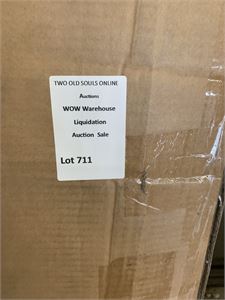 TWO OLD SOULS ONLINE
Auctions
WOW Warehouse
Liquidation
Auction Sale
Lot 711